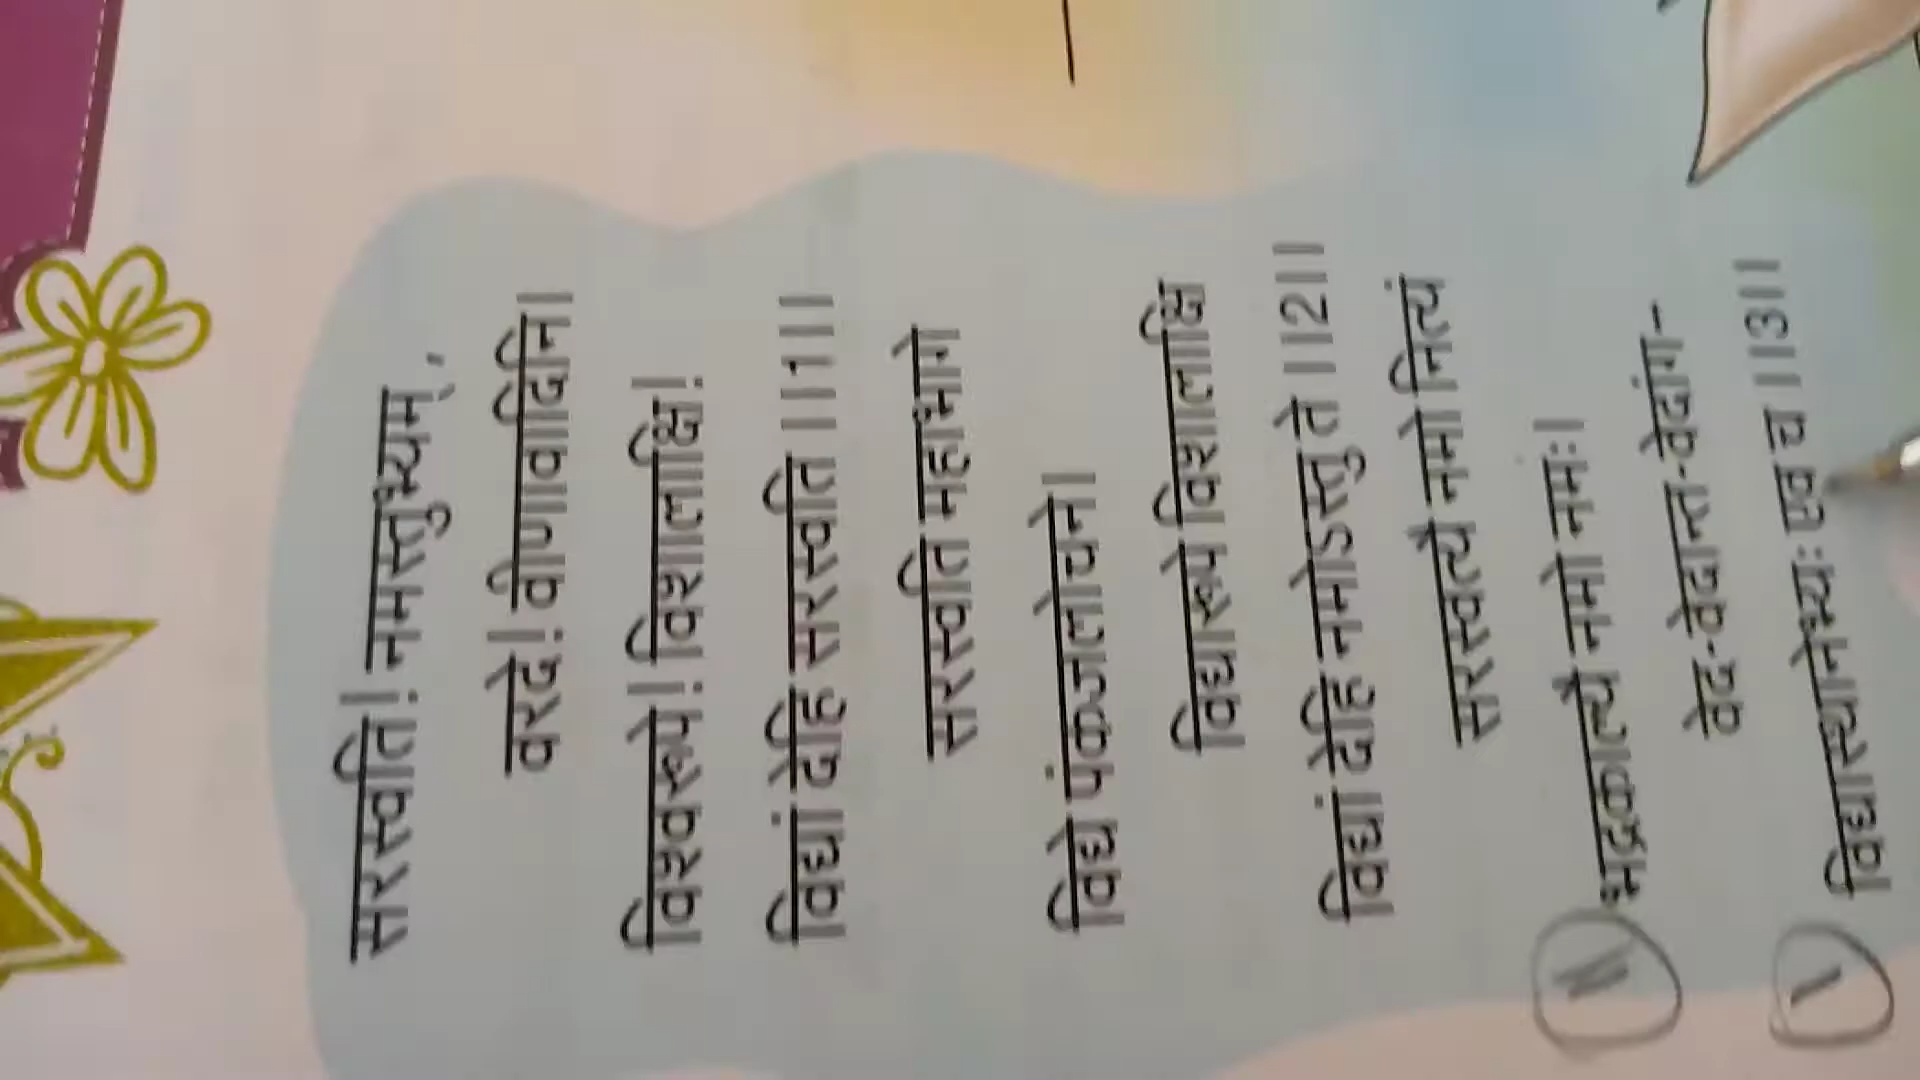 सरस्वति! नमस्तुभ्यम्,
वरदे! वीणावादिनि।
विश्वरूपे! विशालाक्षि!
विद्यां देहि सरस्वति ।।1।।
सरस्वति महाभागे
विद्ये पंकजलोचने।
विद्यारूपे विशालाक्षि
विद्यां देहि नमोऽस्तु ते ।।2।।
सरस्वत्यै नमो नित्यं
भद्रकाल्यै नमो नमः।
वेद-वेदान्त-वेदांग-
विद्यास्थानेभ्यः एव च ।।3।।